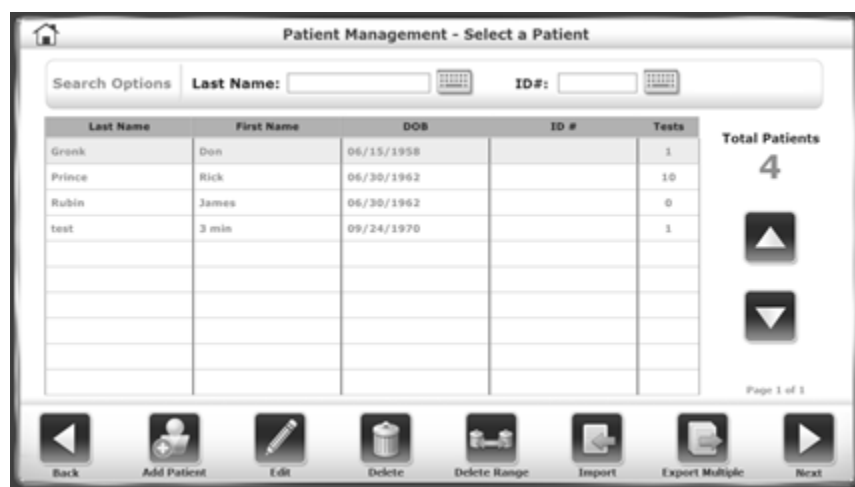 Patient Management - Select a Patient
Search Options Last Name: ID#:
Last Name First Name DOB ID # Tests
Total Patients
4
Gronk Don 06/15/1958 1
Prince Rick 06/30/1962 10
Rubin James 06/30/1962 0
test 3 min 09/24/1970 1
Page 1 of 1
Back Add Patient Edit Delete Delete Range Import Export Multiple Next